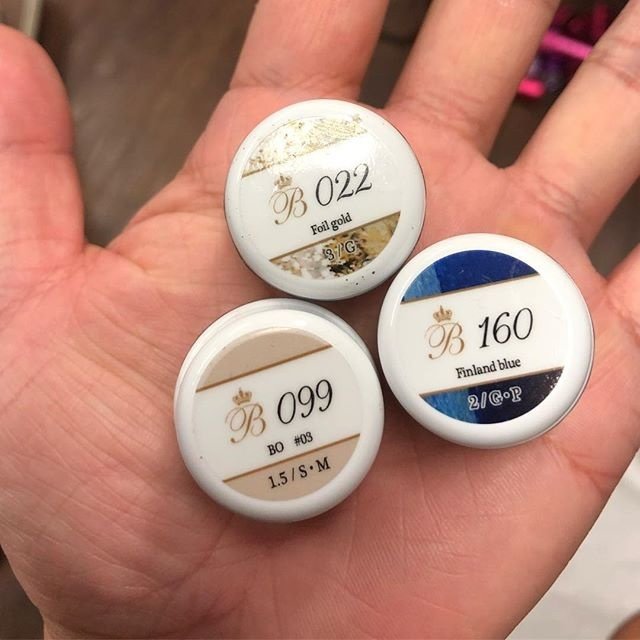 B 022
Foil gold
3/G
B 160
Finland blue
2/G•P
B 099
BO #03
1.5/S•M